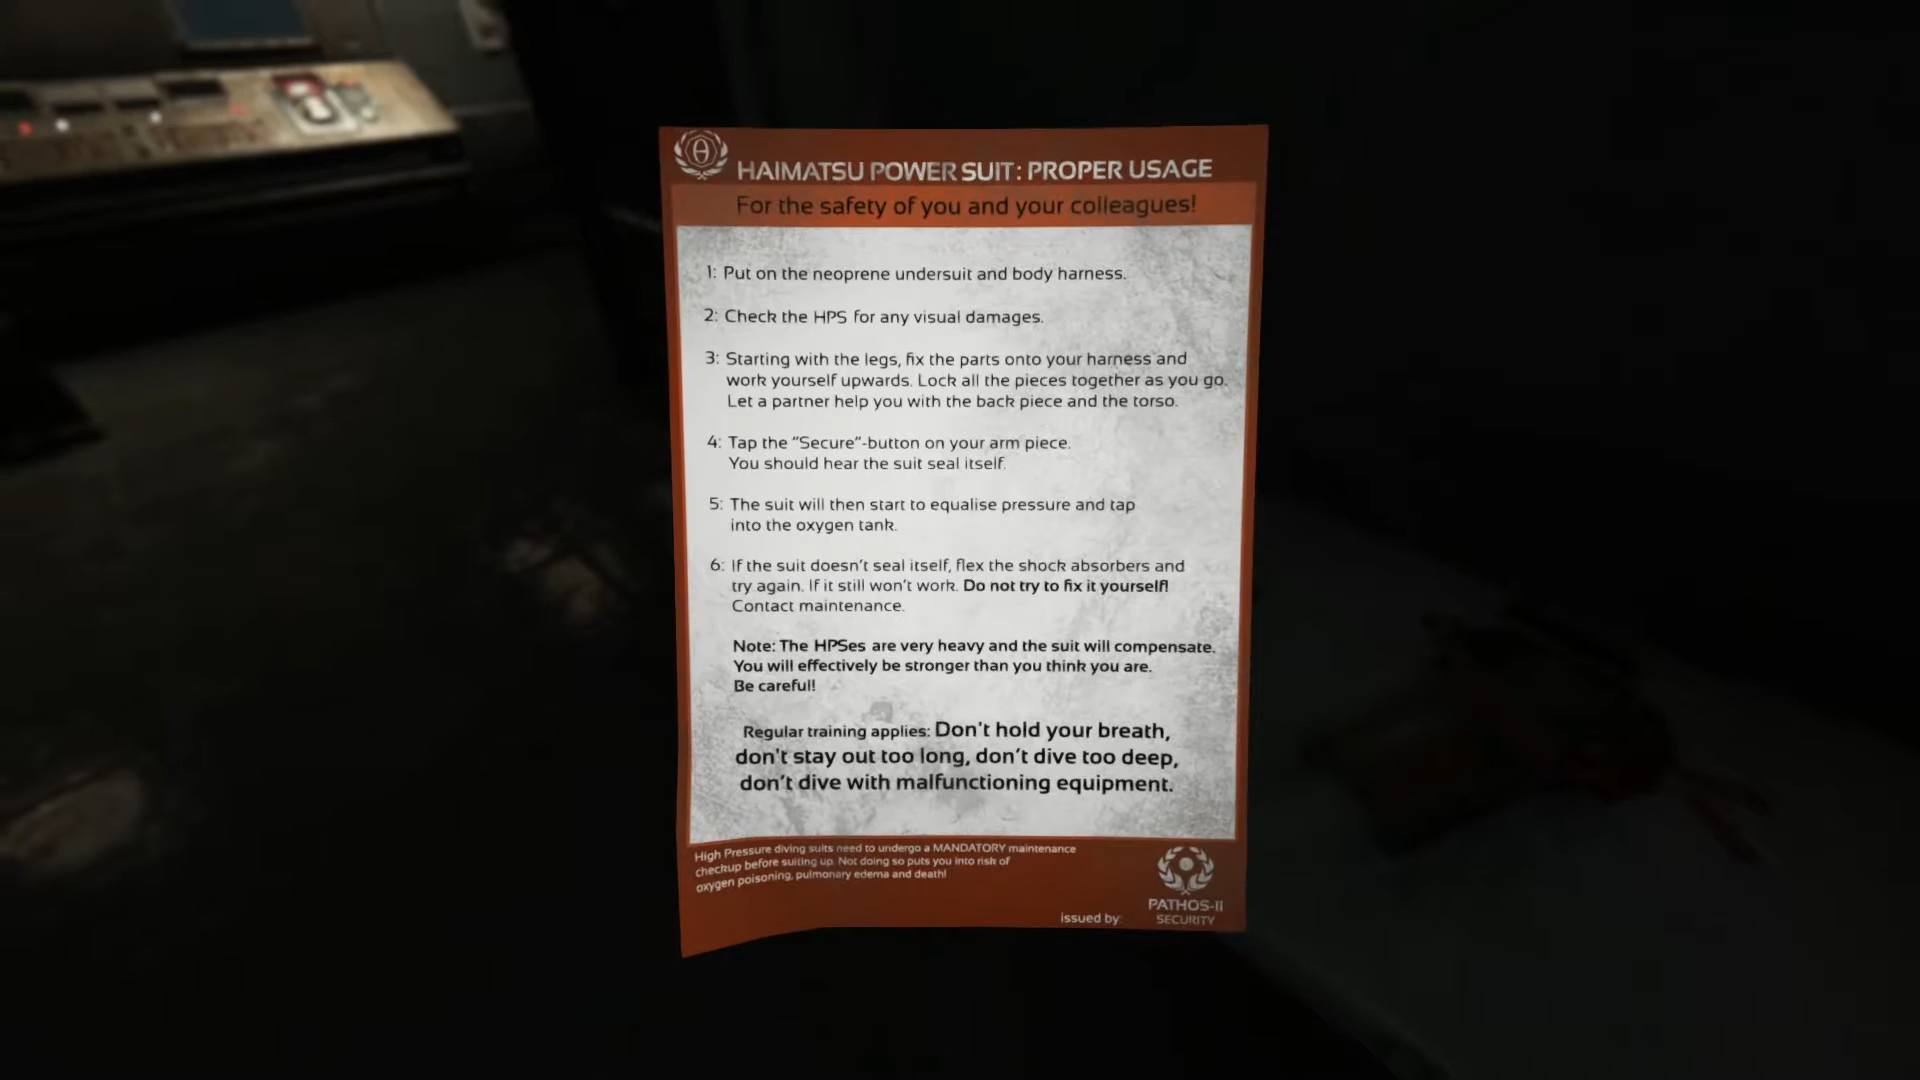 HAIMATSU POWER SUIT: PROPER USAGE
For the safety of you and your colleagues!
1: Put on the neoprene undersuit and body harness.
2: Check the HPS for any visual damages.
3: Starting with the legs, fix the parts onto your harness and
work yourself upwards. Lock all the pieces together as you go.
Let a partner help you with the back piece and the torso.
4: Tap the "Secure"-button on your arm piece.
You should hear the suit seal itself.
5: The suit will then start to equalise pressure and tap
into the oxygen tank.
6: If the suit doesn't seal itself, flex the shock absorbers and
try again. If it still won't work. Do not try to fix it yourself!
Contact maintenance.
Note: The HPSes are very heavy and the suit will compensate.
You will effectively be stronger than you think you are.
Be careful!
Regular training applies: Don't hold your breath,
don't stay out too long, don't dive too deep,
don't dive with malfunctioning equipment.
High Pressure diving suits need to undergo a MANDATORY maintenance
checkup before suiting up. Not doing so puts you into risk of
oxygen poisoning, pulmonary edema and death!
issued by:
PATHOS-II
SECURITY